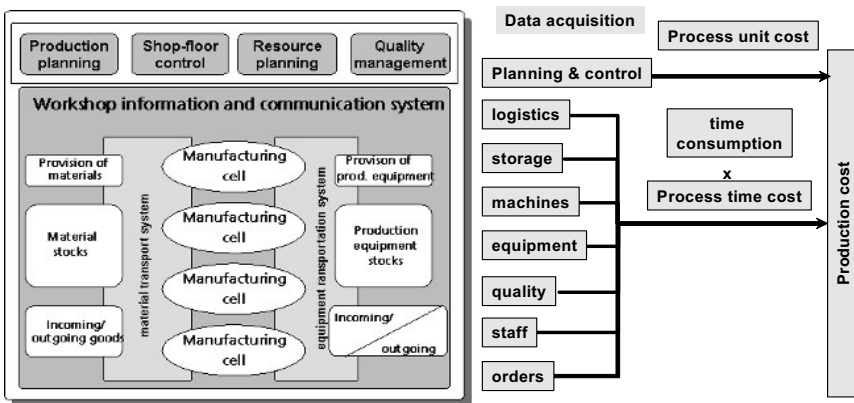 Production
planning
Shop-floor
control
Resource
planning
Quality
management
Workshop information and communication system
Provision of
materials
Material
stocks
Incoming/
outgoing goods
material transport system
Manufacturing
cell
Manufacturing
cell
Manufacturing
cell
Manufacturing
cell
equipment ransportation system
Provison of
prod. equipment
Production
equipment
stocks
Incoming/
outgoing
Data acquisition
Planning & control
logistics
storage
machines
equipment
quality
staff
orders
Process unit cost
time
consumption
x
Process time cost
Production cost